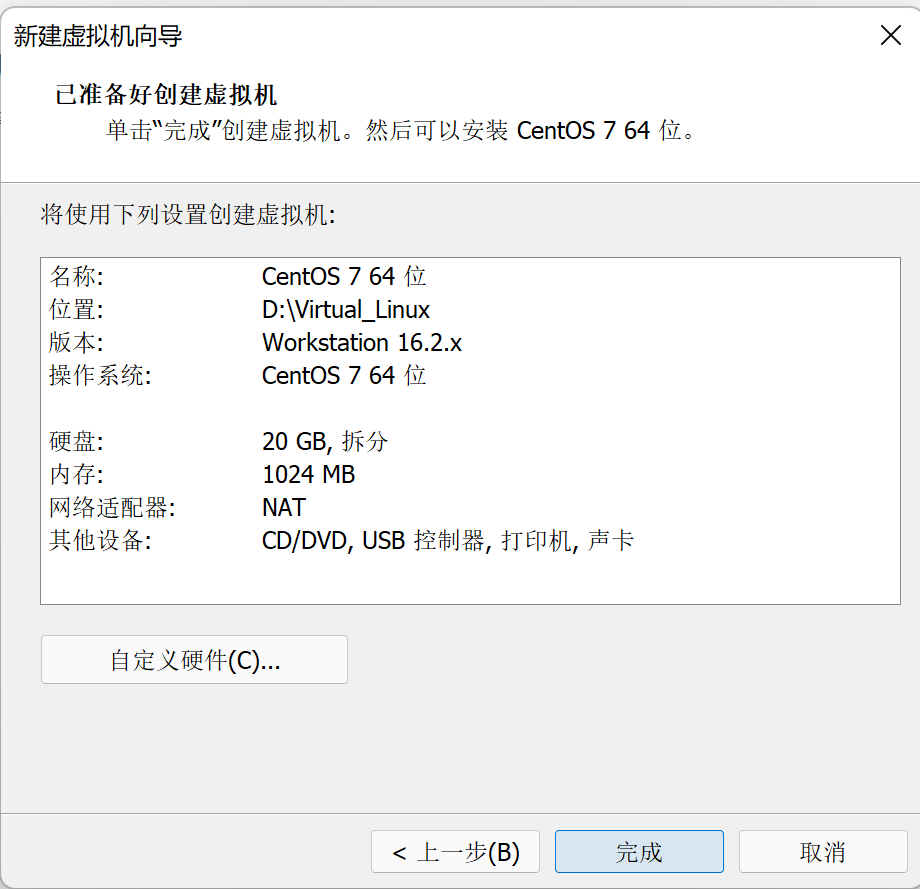 新建虚拟机向导
已准备好创建虚拟机
单击“完成”创建虚拟机。然后可以安装 CentOS 7 64 位。
将使用下列设置创建虚拟机:
名称: CentOS 7 64 位
位置: D:\Virtual_Linux
版本: Workstation 16.2.x
操作系统: CentOS 7 64 位
硬盘: 20 GB, 拆分
内存: 1024 MB
网络适配器: NAT
其他设备: CD/DVD, USB 控制器, 打印机, 声卡
自定义硬件(C)...
< 上一步(B) 完成 取消